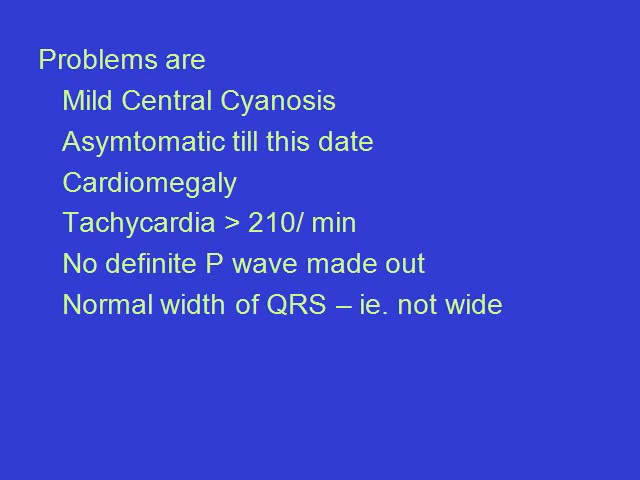 Problems are
Mild Central Cyanosis
Asymtomatic till this date
Cardiomegaly
Tachycardia > 210/ min
No definite P wave made out
Normal width of QRS – ie. not wide